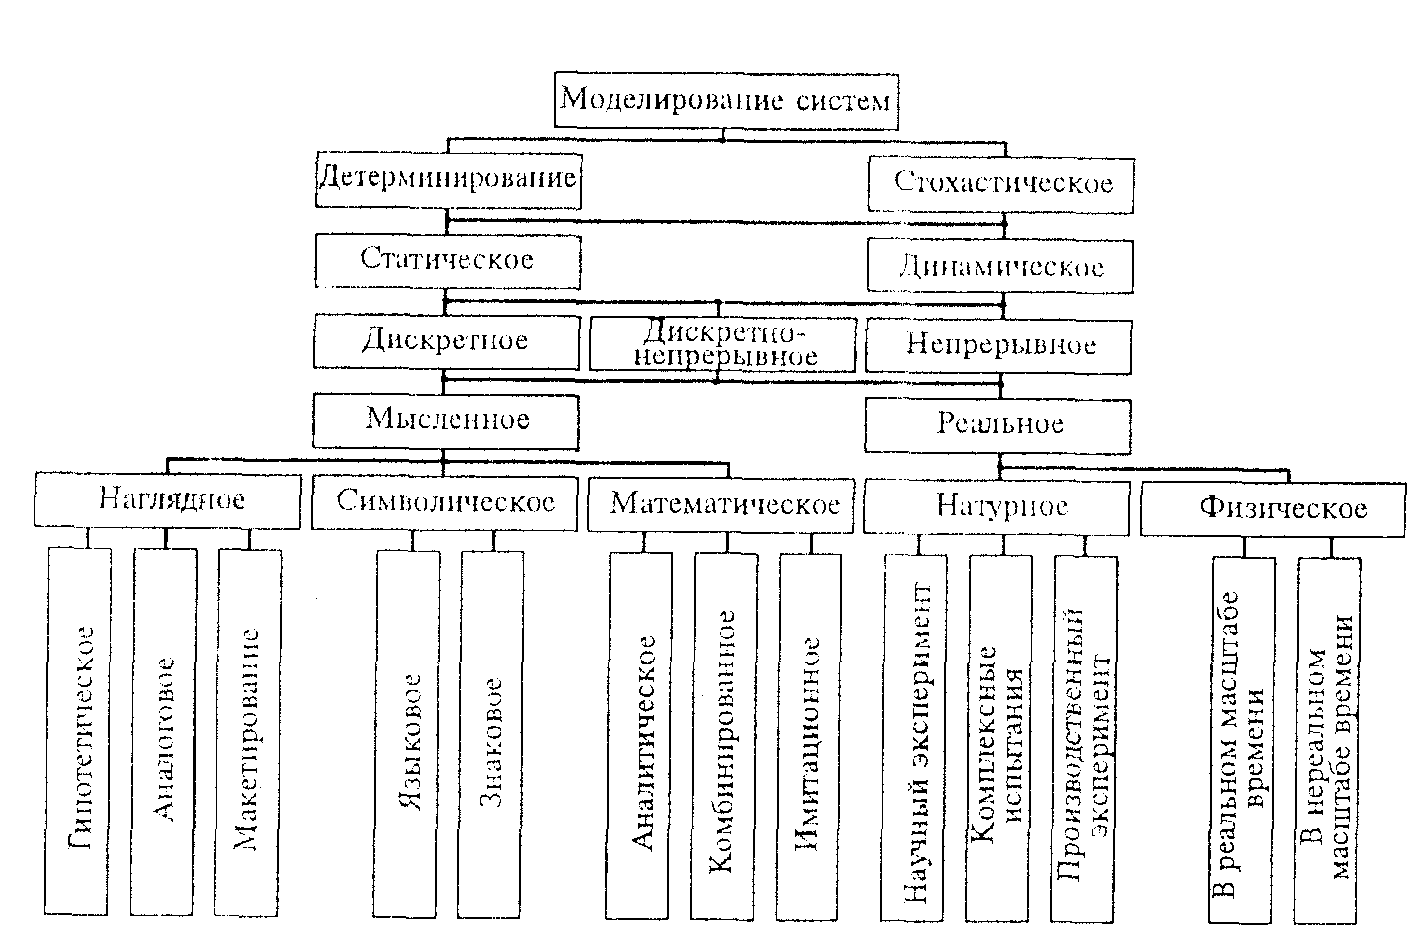 Моделирование систем
Детерминирование
Стохастическое
Статическое
Динамическое
Дискретное
Дискретно-
непрерывное
Непрерывное
Мысленное
Реальное
Наглядное
Символическое
Математическое
Натурное
Физическое
Гипотетическое
Аналоговое
Макетирование
Языковое
Знаковое
Аналитическое
Комбинированное
Имитационное
Научный эксперимент
Комплексные
испытания
Производственный
эксперимент
В реальном масштабе
времени
В нереальном
масштабе времени